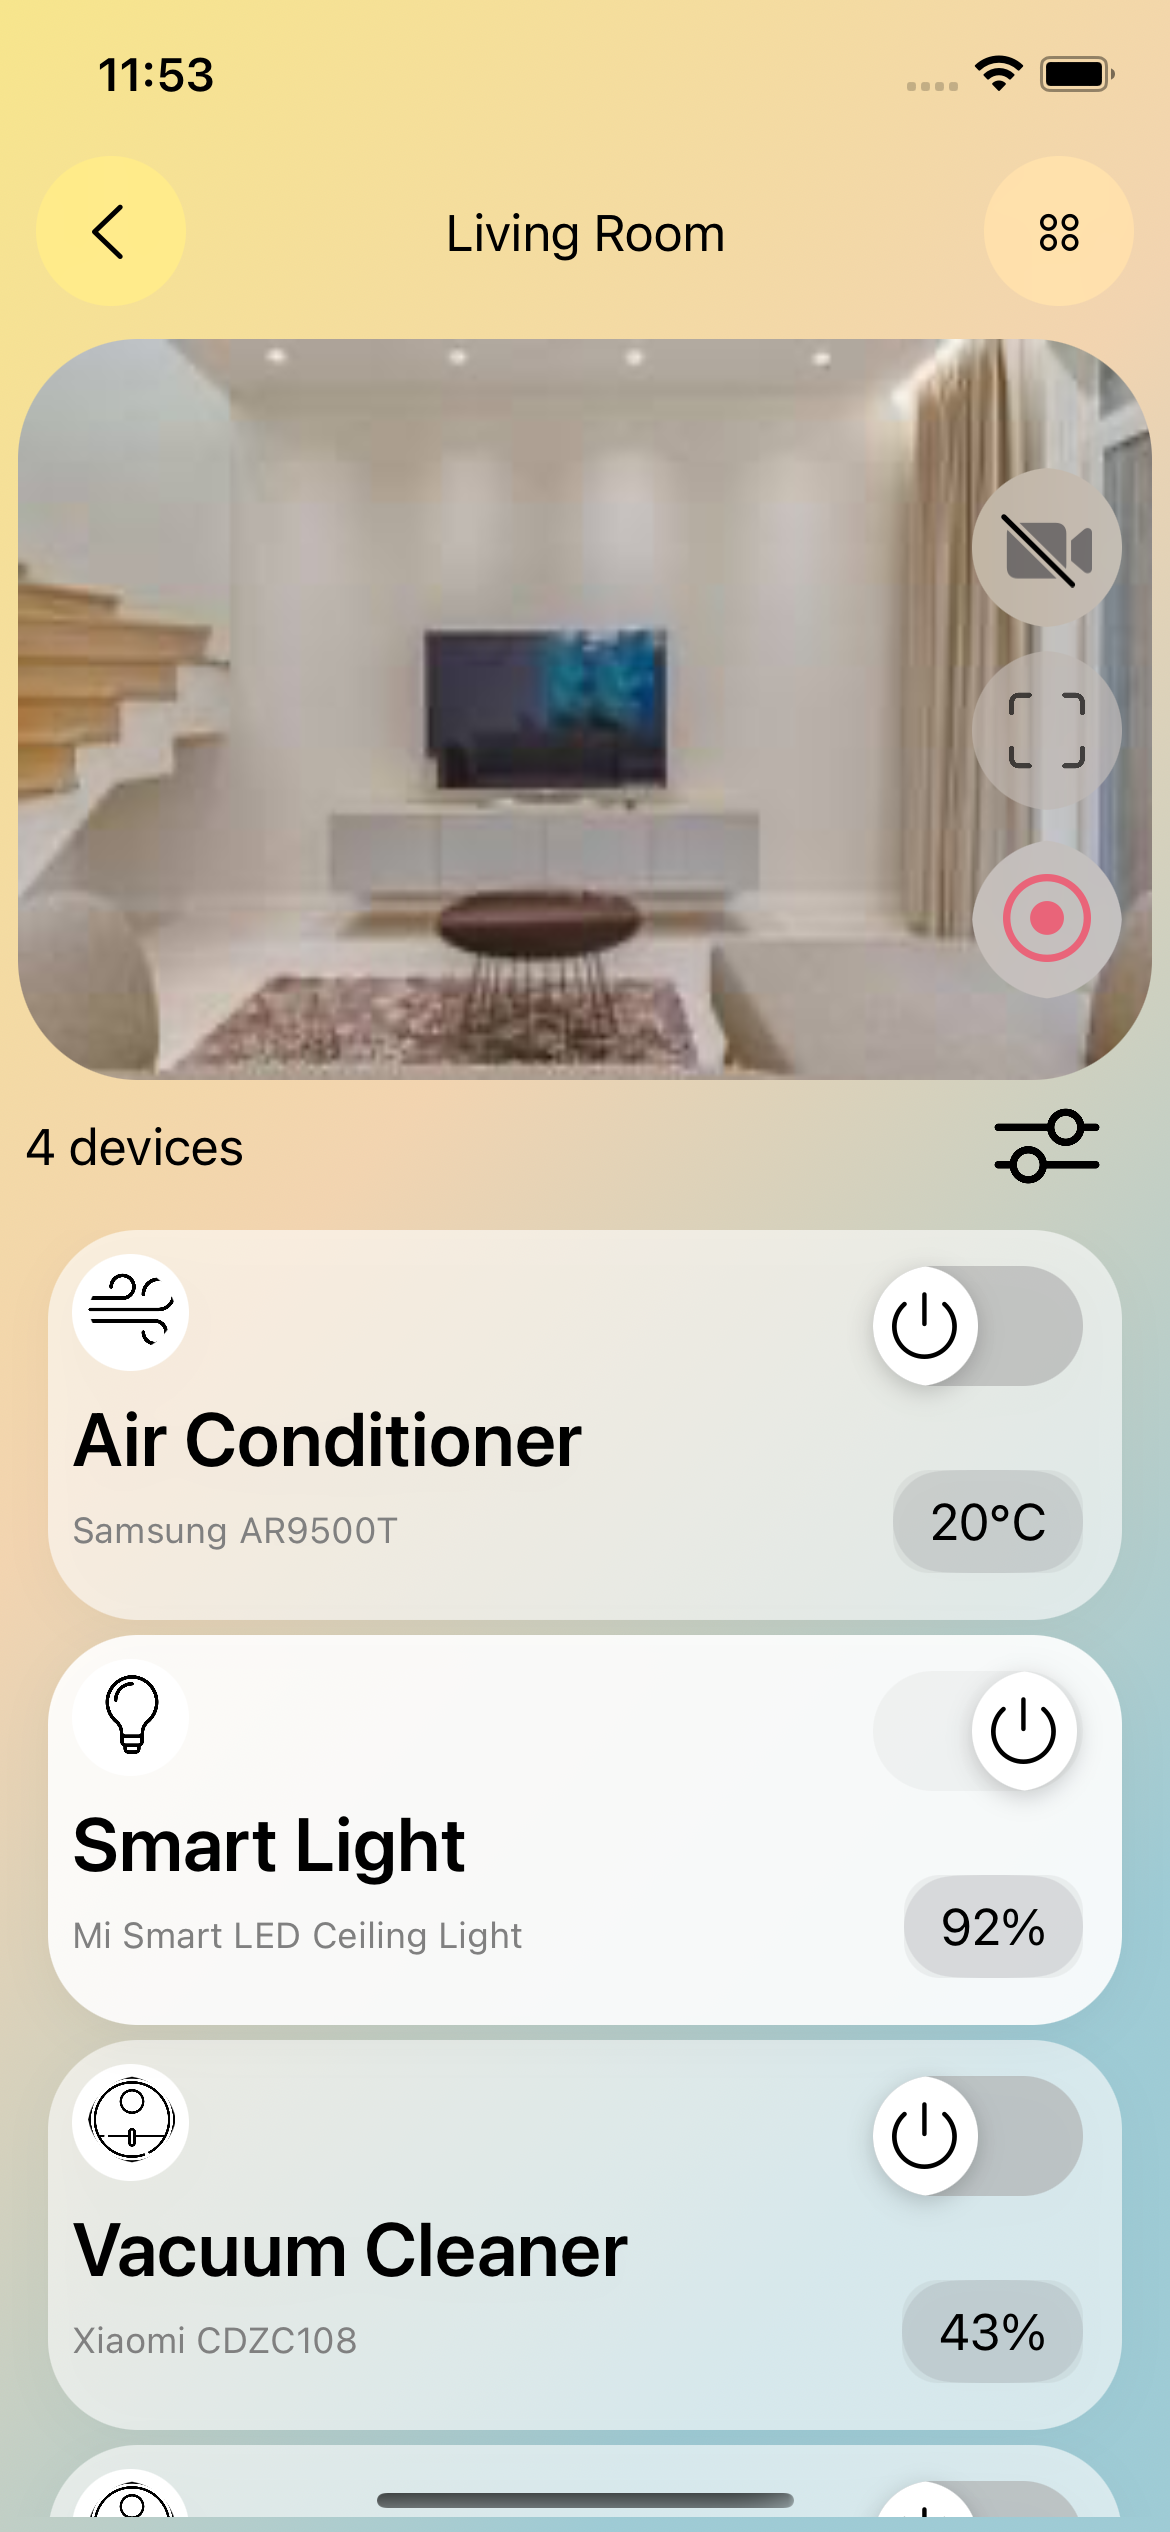 11:53
Living Room
4 devices
Air Conditioner
Samsung AR9500T
20°C
Smart Light
Mi Smart LED Ceiling Light
92%
Vacuum Cleaner
Xiaomi CDZC108
43%